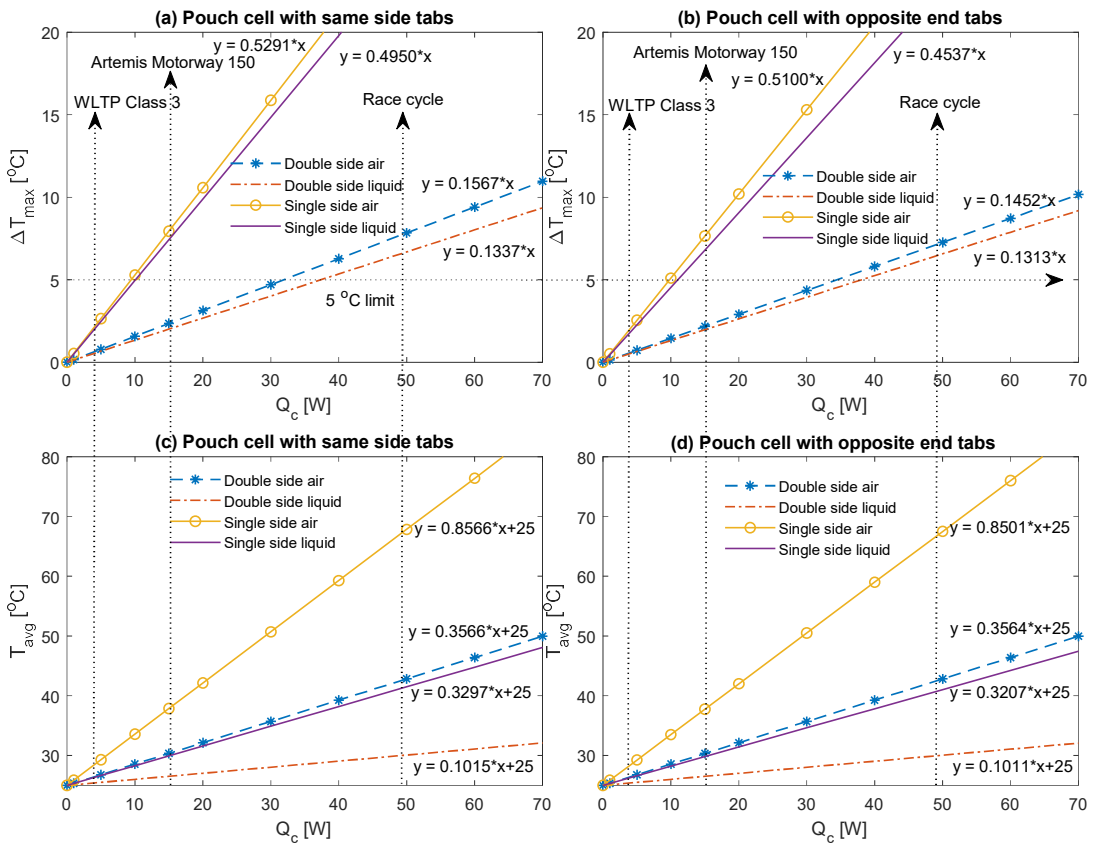 (a) Pouch cell with same side tabs
20
15
10
5
0
ΔT_max [°C]
y = 0.5291*x
y = 0.4950*x
Artemis Motorway 150
WLTP Class 3
Race cycle
Double side air
Double side liquid
Single side air
Single side liquid
y = 0.1567*x
y = 0.1337*x
5 °C limit
0 10 20 30 40 50 60 70
Q_c [W]
(b) Pouch cell with opposite end tabs
20
15
10
5
0
ΔT_max [°C]
y = 0.4537*x
Artemis Motorway 150
y = 0.5100*x
WLTP Class 3
Race cycle
Double side air
Double side liquid
Single side air
Single side liquid
y = 0.1452*x
y = 0.1313*x
0 10 20 30 40 50 60 70
Q_c [W]
(c) Pouch cell with same side tabs
80
70
60
50
40
30
T_avg [°C]
Double side air
Double side liquid
Single side air
Single side liquid
y = 0.8566*x+25
y = 0.3566*x+25
y = 0.3297*x+25
y = 0.1015*x+25
0 10 20 30 40 50 60 70
Q_c [W]
(d) Pouch cell with opposite end tabs
80
70
60
50
40
30
T_avg [°C]
Double side air
Double side liquid
Single side air
Single side liquid
y = 0.8501*x+25
y = 0.3564*x+25
y = 0.3207*x+25
y = 0.1011*x+25
0 10 20 30 40 50 60 70
Q_c [W]